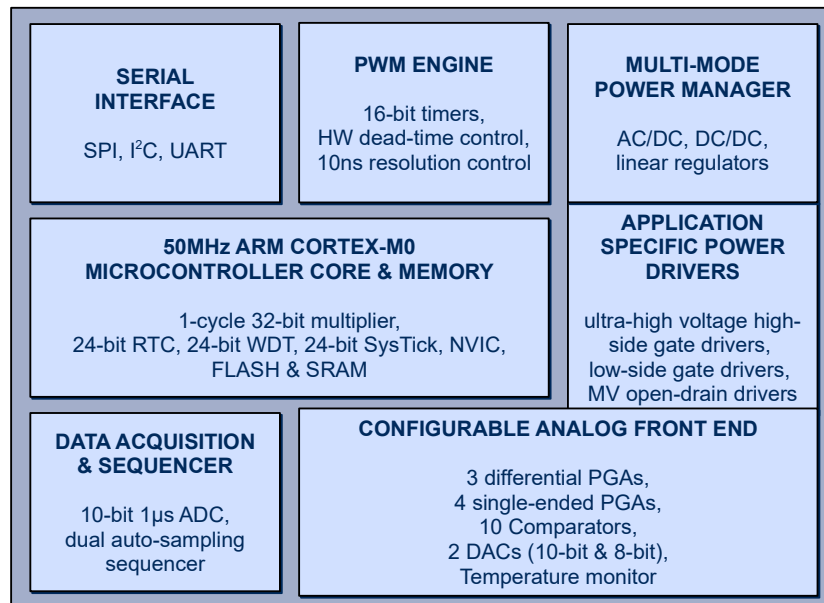 SERIAL
INTERFACE
SPI, I²C, UART
PWM ENGINE
16-bit timers,
HW dead-time control,
10ns resolution control
MULTI-MODE
POWER MANAGER
AC/DC, DC/DC,
linear regulators
50MHz ARM CORTEX-M0
MICROCONTROLLER CORE & MEMORY
1-cycle 32-bit multiplier,
24-bit RTC, 24-bit WDT, 24-bit SysTick, NVIC,
FLASH & SRAM
APPLICATION
SPECIFIC POWER
DRIVERS
ultra-high voltage high-
side gate drivers,
low-side gate drivers,
MV open-drain drivers
DATA ACQUISITION
& SEQUENCER
10-bit 1μs ADC,
dual auto-sampling
sequencer
CONFIGURABLE ANALOG FRONT END
3 differential PGAs,
4 single-ended PGAs,
10 Comparators,
2 DACs (10-bit & 8-bit),
Temperature monitor